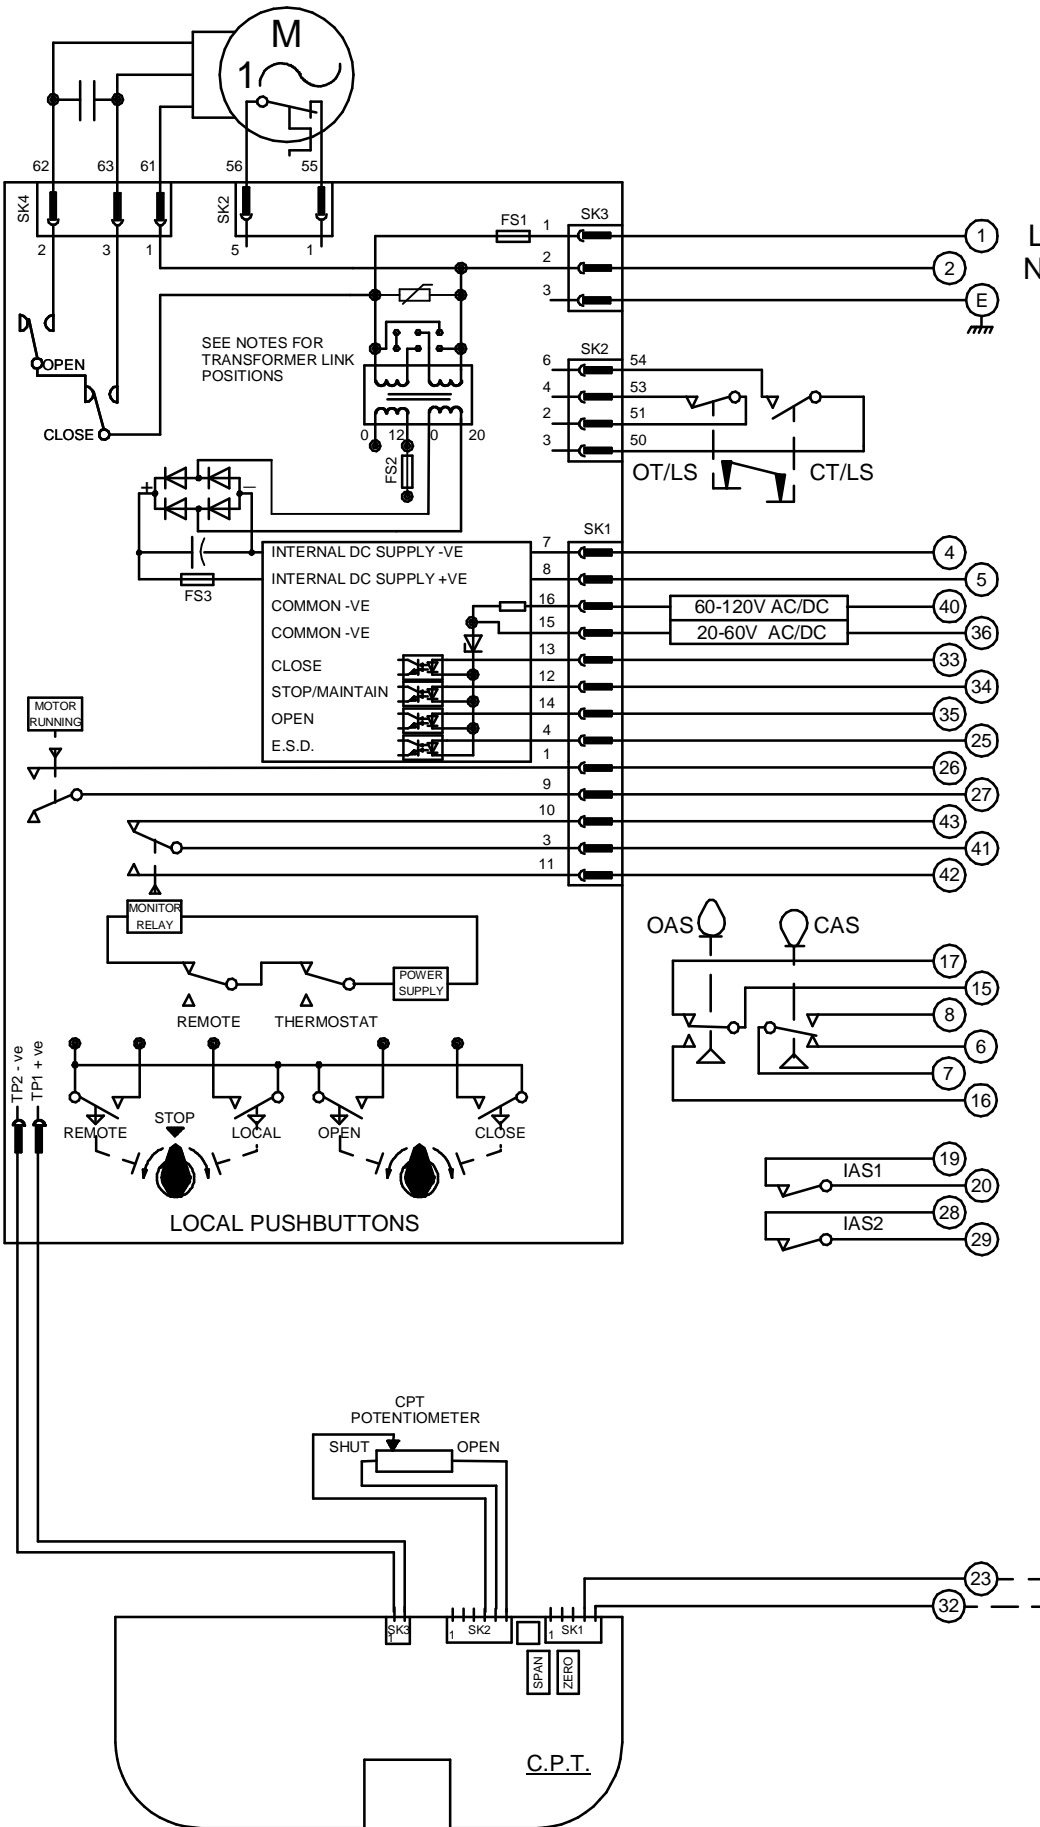 M
1
62 63 61 56 55
SK4
SK2
2 3 1 5 1
FS1
1
SK3
1
L
2
2
N
3
E
SEE NOTES FOR
TRANSFORMER LINK
POSITIONS
OPEN
CLOSE
0 12 0 20
FS2
SK2
6 54
4 53
2 51
3 50
OT/LS CT/LS
+ –
FS3
SK1
INTERNAL DC SUPPLY -VE 7 4
INTERNAL DC SUPPLY +VE 8 5
COMMON -VE 16 60-120V AC/DC 40
COMMON -VE 15 20-60V AC/DC 36
CLOSE 13 33
STOP/MAINTAIN 12 34
OPEN 14 35
E.S.D. 4 25
1 26
9 27
10 43
3 41
11 42
MOTOR
RUNNING
MONITOR
RELAY
POWER
SUPPLY
REMOTE THERMOSTAT
OAS CAS
17
15
8
6
7
16
TP2 - ve
TP1 + ve
REMOTE STOP LOCAL OPEN CLOSE
LOCAL PUSHBUTTONS
19
IAS1
20
28
IAS2
29
CPT
POTENTIOMETER
SHUT OPEN
23
32
SK3
1
SK2
1
SK1
1
SPAN
ZERO
C.P.T.